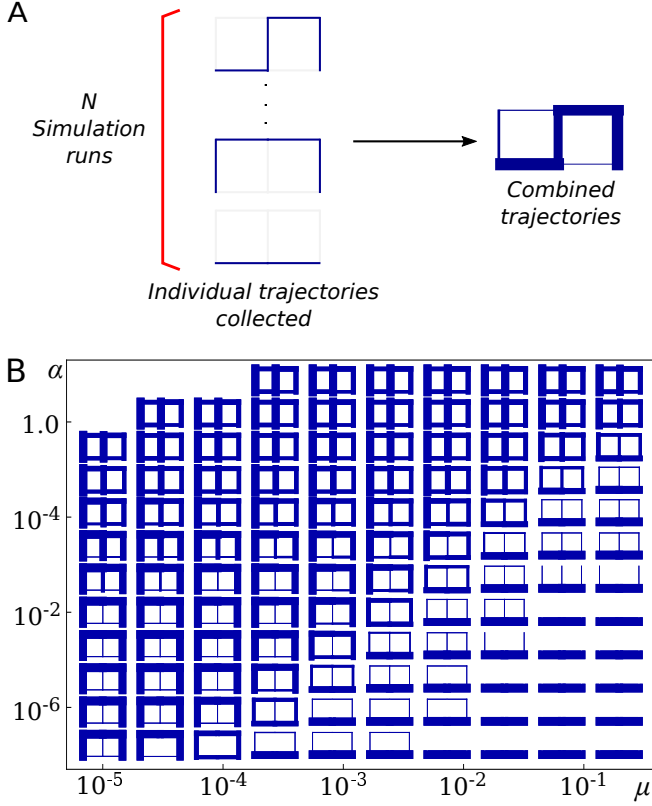 A
N
Simulation
runs
Individual trajectories
collected
Combined
trajectories
B
α
1.0
10⁻⁴
10⁻²
10⁻⁶
10⁻⁵
10⁻⁴
10⁻³
10⁻²
10⁻¹
μ